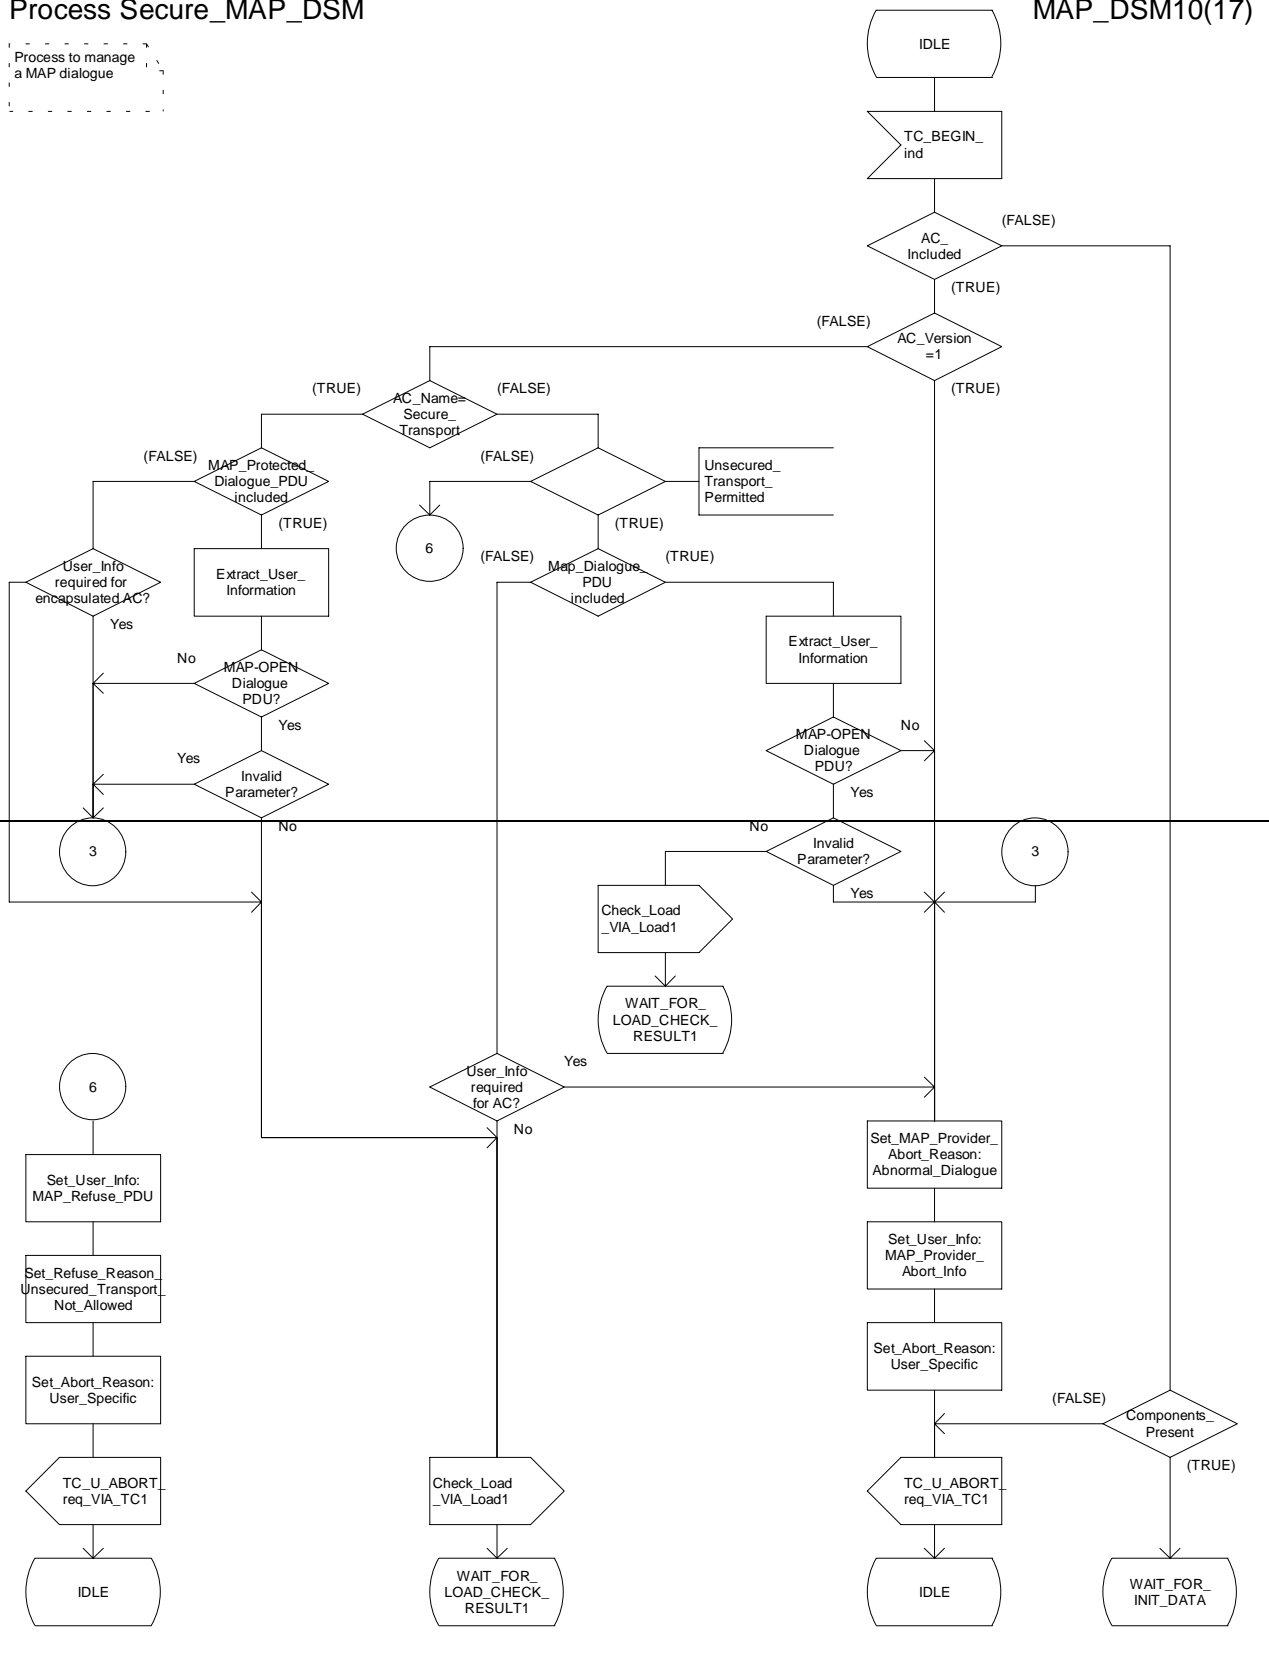 Process Secure_MAP_DSM
MAP_DSM10(17)
Process to manage
a MAP dialogue
IDLE
TC_BEGIN_
ind
AC_
Included
(FALSE)
(TRUE)
AC_Version
=1
(FALSE)
(TRUE)
AC_Name=
Secure_
Transport
(TRUE)
(FALSE)
MAP_Protected_
Dialogue_PDU
included
(FALSE)
(TRUE)
(FALSE)
(TRUE)
Unsecured_
Transport_
Permitted
6
User_Info
required for
encapsulated AC?
Yes
Extract_User_
Information
Map_Dialogue_
PDU
included
(FALSE)
(TRUE)
Extract_User_
Information
MAP-OPEN
Dialogue
PDU?
No
Yes
MAP-OPEN
Dialogue
PDU?
No
Yes
Invalid
Parameter?
Yes
No
3
Invalid
Parameter?
No
Yes
3
Check_Load
_VIA_Load1
WAIT_FOR_
LOAD_CHECK_
RESULT1
6
User_Info
required
for AC?
Yes
No
Set_User_Info:
MAP_Refuse_PDU
Set_Refuse_Reason_
Unsecured_Transport_
Not_Allowed
Set_Abort_Reason:
User_Specific
TC_U_ABORT_
req_VIA_TC1
IDLE
Check_Load
_VIA_Load1
WAIT_FOR_
LOAD_CHECK_
RESULT1
Set_MAP_Provider_
Abort_Reason:
Abnormal_Dialogue
Set_User_Info:
MAP_Provider_
Abort_Info
Set_Abort_Reason:
User_Specific
TC_U_ABORT_
req_VIA_TC1
IDLE
Components_
Present
(FALSE)
(TRUE)
WAIT_FOR_
INIT_DATA